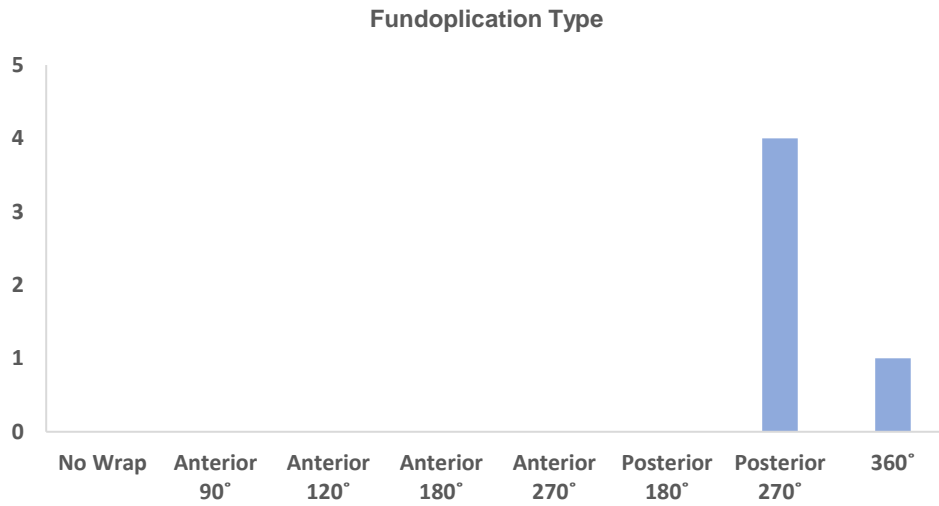 Fundoplication Type
5
4
3
2
1
0
No Wrap Anterior Anterior Anterior Anterior Posterior Posterior 360˚
90˚ 120˚ 180˚ 270˚ 180˚ 270˚